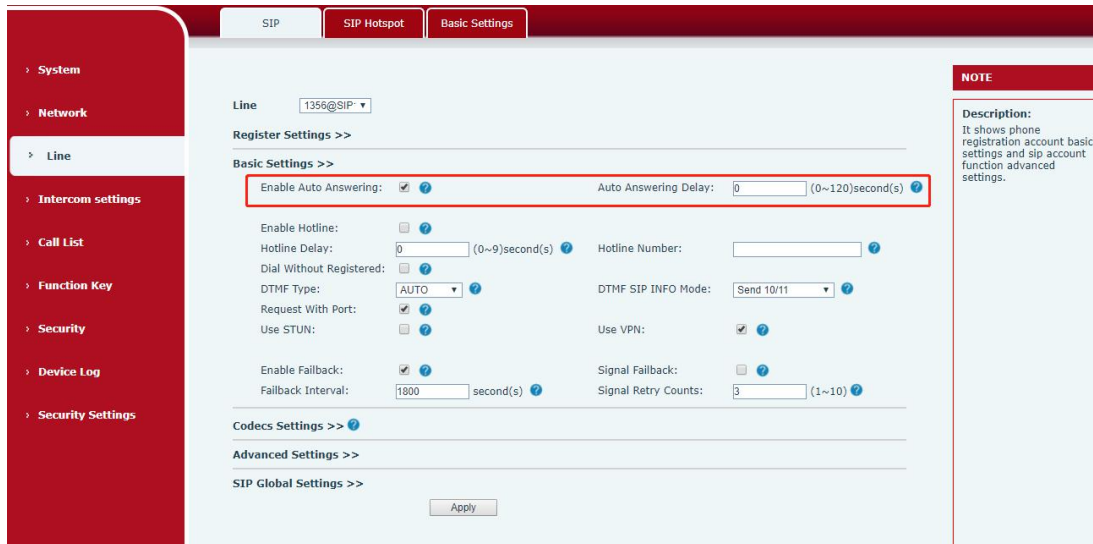 SIP SIP Hotspot Basic Settings
› System
› Network
› Line
› Intercom settings
› Call List
› Function Key
› Security
› Device Log
› Security Settings
Line 1356@SIP
Register Settings >>
Basic Settings >>
Enable Auto Answering: Auto Answering Delay: 0 (0~120)second(s)
Enable Hotline:
Hotline Delay: 0 (0~9)second(s) Hotline Number:
Dial Without Registered:
DTMF Type: AUTO DTMF SIP INFO Mode: Send 10/11
Request With Port:
Use STUN: Use VPN:
Enable Failback: Signal Failback:
Failback Interval: 1800 second(s) Signal Retry Counts: 3 (1~10)
Codecs Settings >>
Advanced Settings >>
SIP Global Settings >>
Apply
NOTE
Description:
It shows phone
registration account basic
settings and sip account
function advanced
settings.